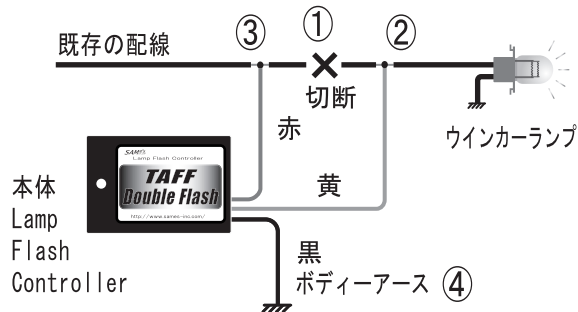 既存の配線
③
①
②
切断
赤
ウインカーランプ
SAMEC
Lamp Flash Controller
TAFF
Double Flash
http://www.samec-inc.com/
黄
本体
Lamp
Flash
Controller
黒
ボディーアース ④